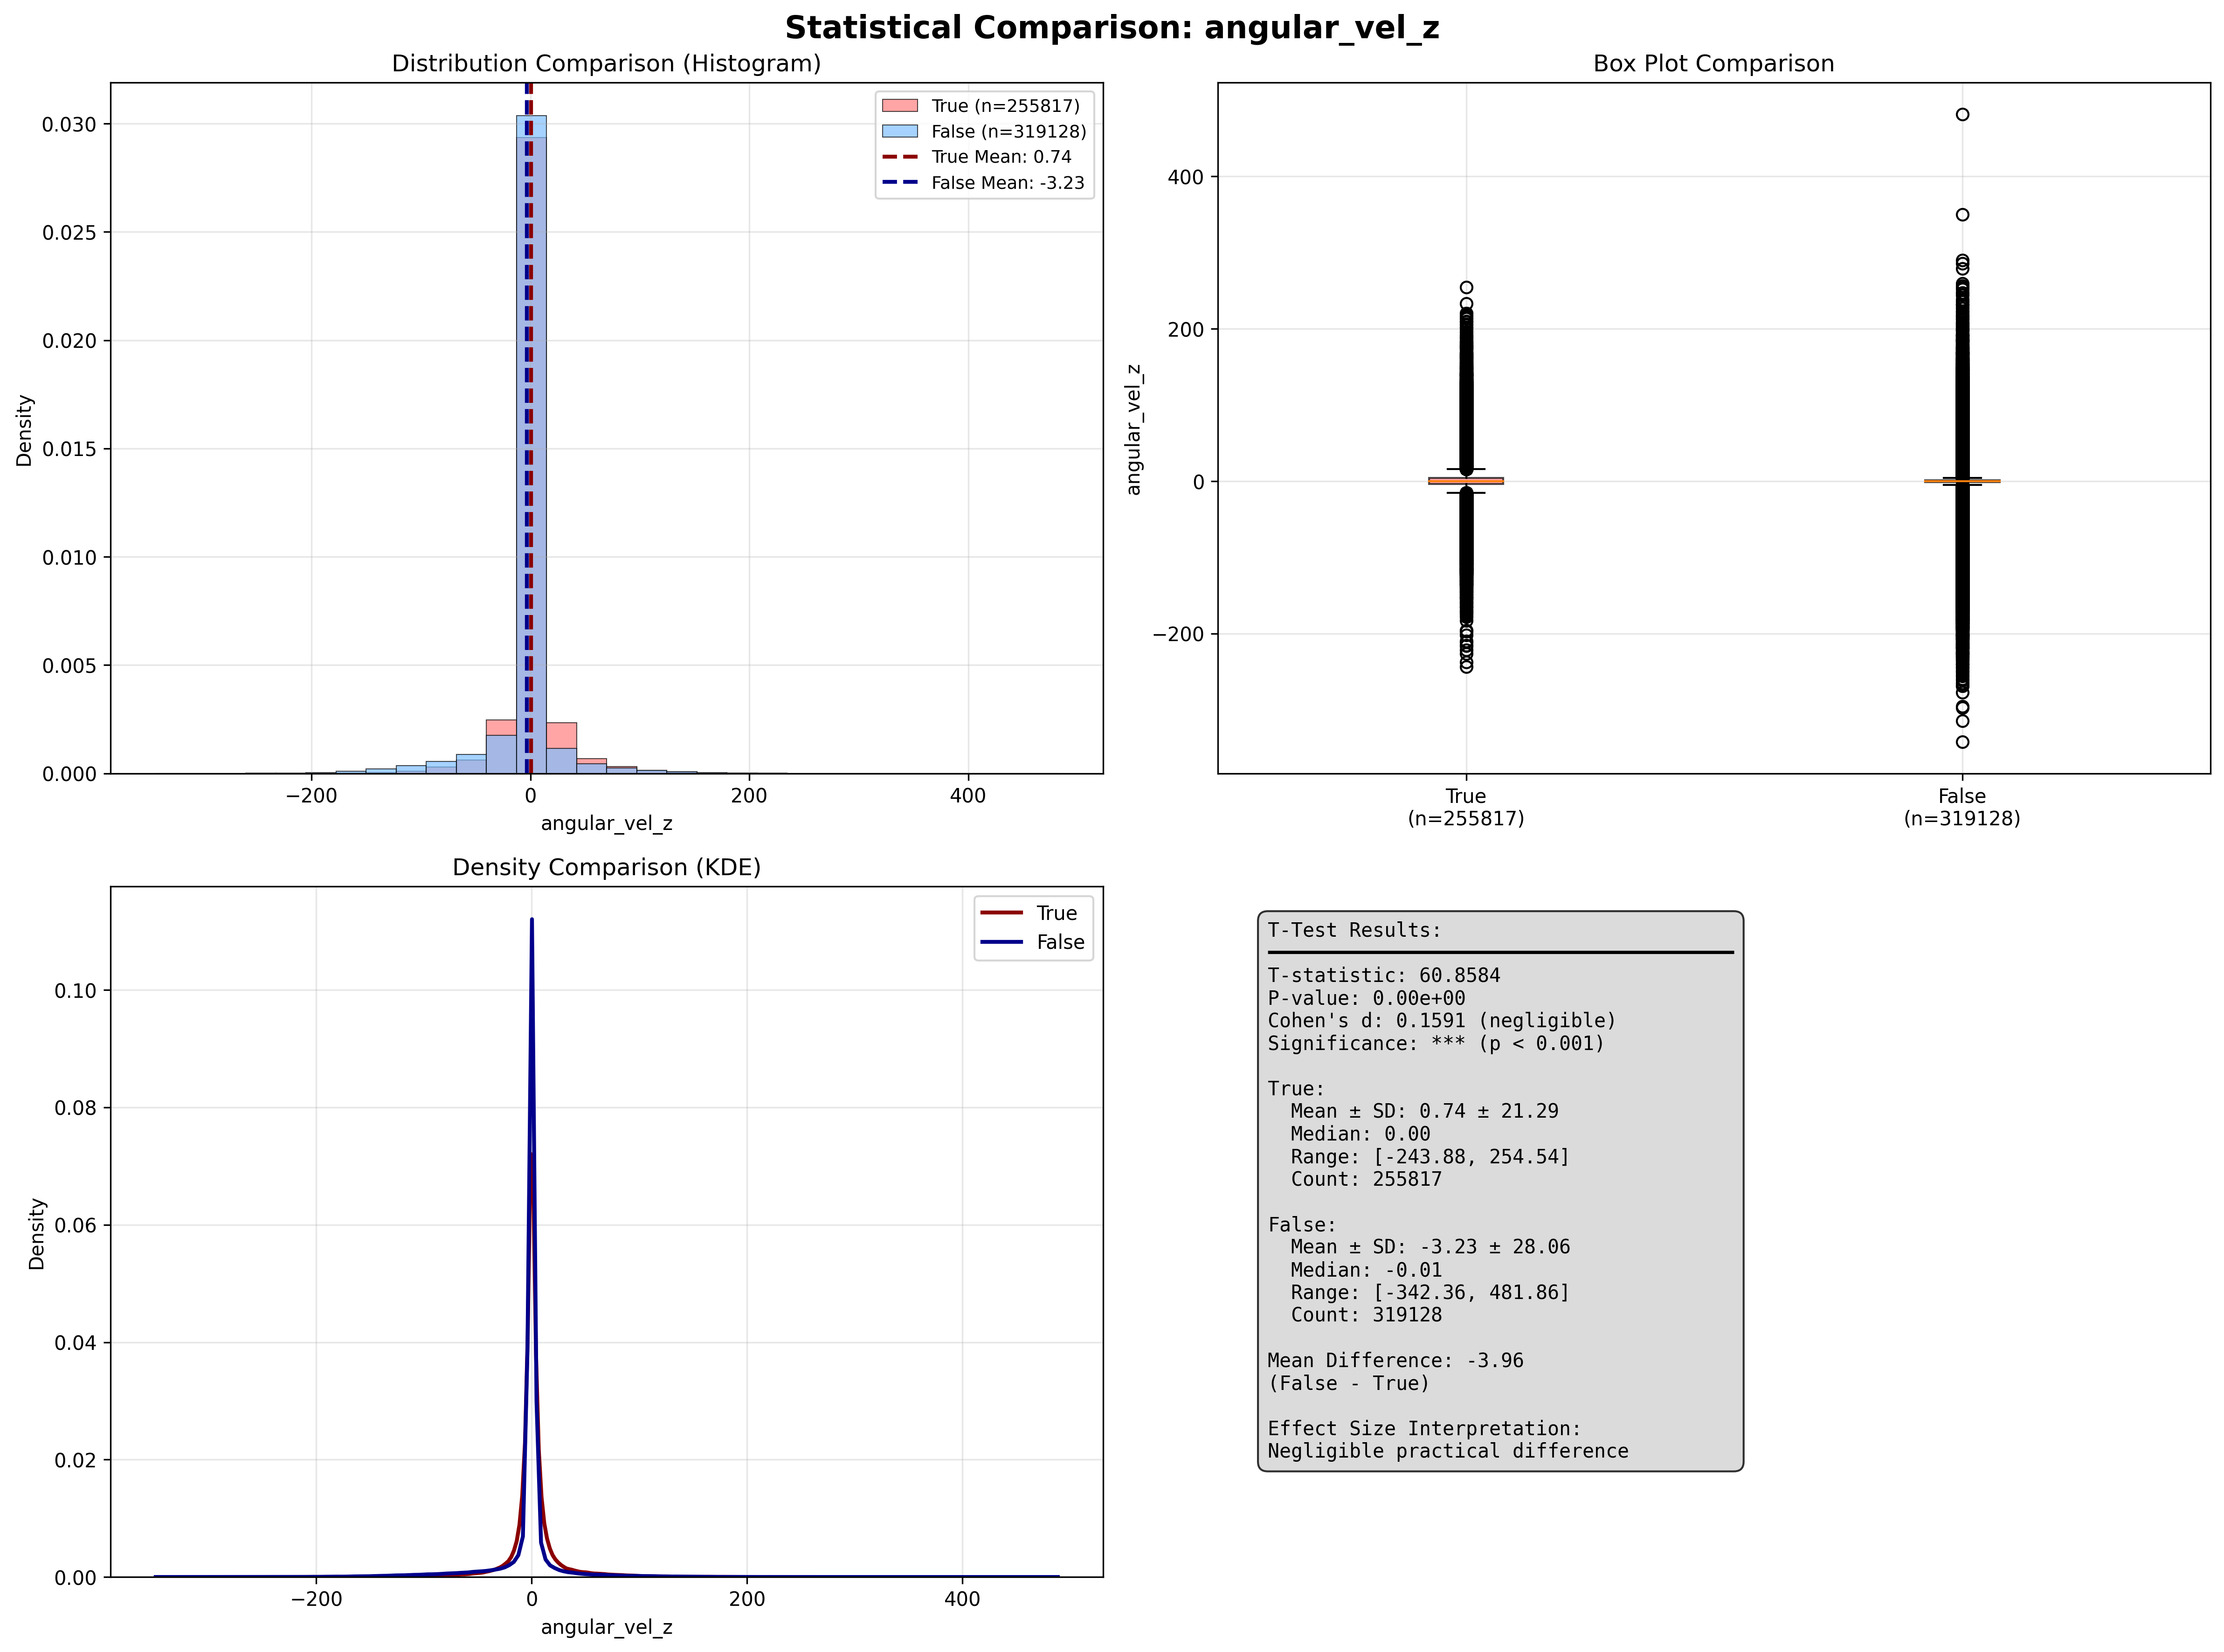 Statistical Comparison: angular_vel_z
Distribution Comparison (Histogram)
True (n=255817)
False (n=319128)
True Mean: 0.74
False Mean: -3.23
0.030
0.025
0.020
0.015
0.010
0.005
0.000
Density
−200
0
200
400
angular_vel_z
Box Plot Comparison
400
200
0
−200
angular_vel_z
True
(n=255817)
False
(n=319128)
Density Comparison (KDE)
True
False
0.10
0.08
0.06
0.04
0.02
0.00
Density
−200
0
200
400
angular_vel_z
T-Test Results:
T-statistic: 60.8584
P-value: 0.00e+00
Cohen's d: 0.1591 (negligible)
Significance: *** (p < 0.001)
True:
Mean ± SD: 0.74 ± 21.29
Median: 0.00
Range: [-243.88, 254.54]
Count: 255817
False:
Mean ± SD: -3.23 ± 28.06
Median: -0.01
Range: [-342.36, 481.86]
Count: 319128
Mean Difference: -3.96
(False - True)
Effect Size Interpretation:
Negligible practical difference